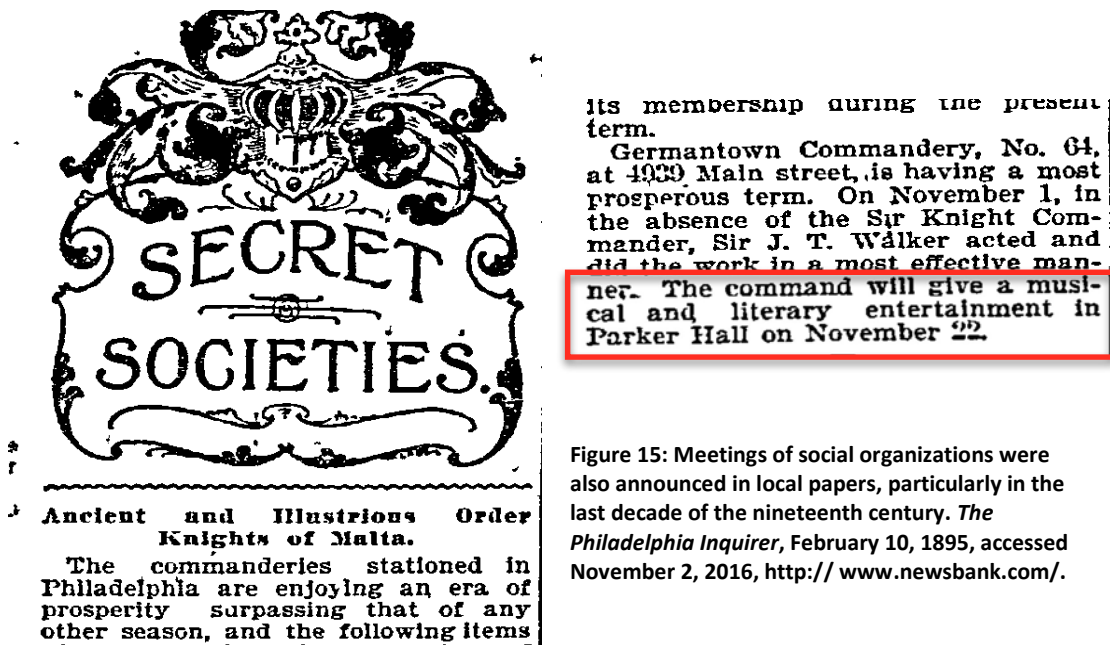 SECRET
SOCIETIES.
Ancient and Illustrious Order
Knights of Malta.
The commanderies stationed in
Philadelphia are enjoying an era of
prosperity surpassing that of any
other season, and the following items
its membership during the present
term.
Germantown Commandery, No. 64,
at 4939 Main street, is having a most
prosperous term. On November 1, in
the absence of the Sir Knight Com-
mander, Sir J. T. Walker acted and
did the work in a most effective man-
ner. The command will give a musi-
cal and literary entertainment in
Parker Hall on November 22.
Figure 15: Meetings of social organizations were
also announced in local papers, particularly in the
last decade of the nineteenth century. The
Philadelphia Inquirer, February 10, 1895, accessed
November 2, 2016, http:// www.newsbank.com/.